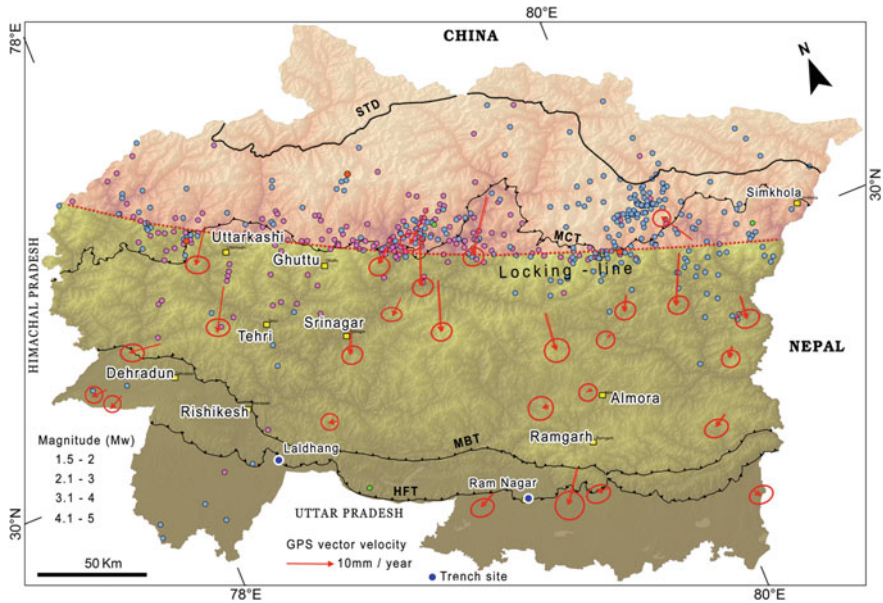 80°E
CHINA
78°E
N
STD
30°N
Simkhola
MCT
Uttarkashi
Ghuttu
Locking - line
HIMACHAL PRADESH
Srinagar
Tehri
NEPAL
Dehradun
Almora
Rishikesh
Magnitude (Mw)
1.5 - 2
2.1 - 3
3.1 - 4
4.1 - 5
MBT
Ramgarh
Laldhang
HFT
Ram Nagar
UTTAR PRADESH
30°N
GPS vector velocity
10mm / year
50 Km
Trench site
78°E
80°E